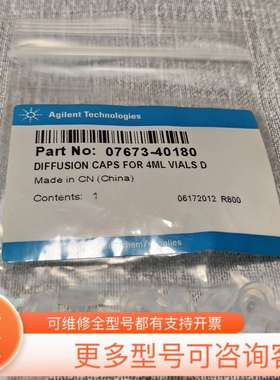 Agilent Technologies
Part No: 07673-40180
DIFFUSION CAPS FOR 4ML VIALS D
Made in CN (China)
Contents: 1 06172012 R800
/supplies
可维修全型号都有支持开票
更多型号可咨询客